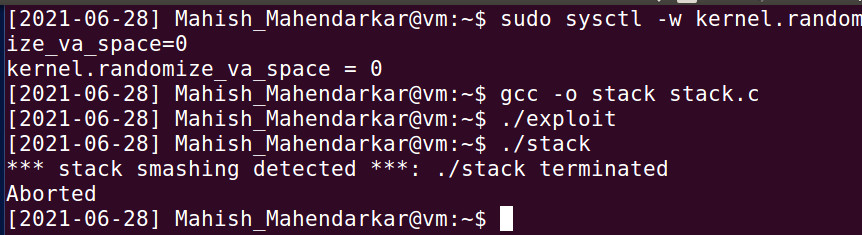 [2021-06-28] Mahish_Mahendarkar@vm:~$ sudo sysctl -w kernel.random
ize_va_space=0
kernel.randomize_va_space = 0
[2021-06-28] Mahish_Mahendarkar@vm:~$ gcc -o stack stack.c
[2021-06-28] Mahish_Mahendarkar@vm:~$ ./exploit
[2021-06-28] Mahish_Mahendarkar@vm:~$ ./stack
*** stack smashing detected ***: ./stack terminated
Aborted
[2021-06-28] Mahish_Mahendarkar@vm:~$